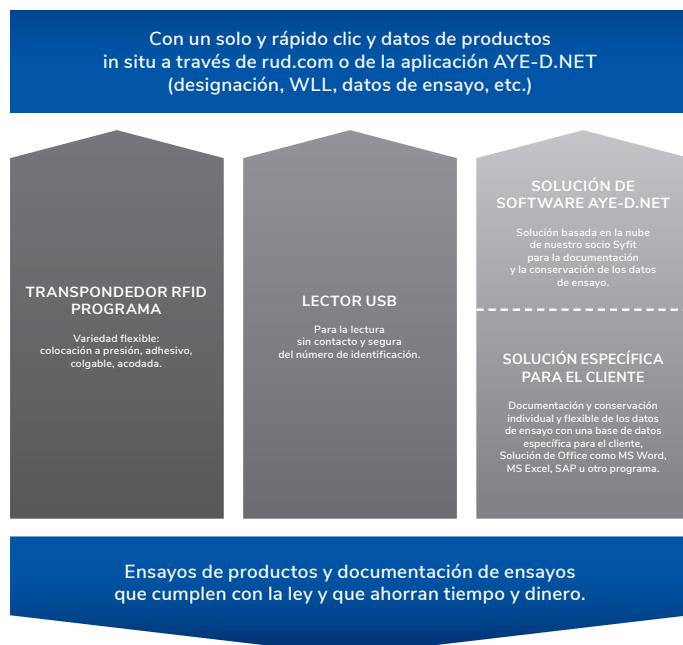 Con un solo y rápido clic y datos de productos
in situ a través de rud.com o de la aplicación AYE-D.NET
(designación, WLL, datos de ensayo, etc.)
TRANSPONDEDOR RFID
PROGRAMA
Variedad flexible:
colocación a presión, adhesivo,
colgable, acodada.
LECTOR USB
Para la lectura
sin contacto y segura
del número de identificación.
SOLUCIÓN DE
SOFTWARE AYE-D.NET
Solución basada en la nube
de nuestro socio Syfit
para la documentación
y la conservación de los datos
de ensayo.
SOLUCIÓN ESPECÍFICA
PARA EL CLIENTE
Documentación y conservación
individual y flexible de los datos
de ensayo con una base de datos
específica para el cliente,
Solución de Office como MS Word,
MS Excel, SAP u otro programa.
Ensayos de productos y documentación de ensayos
que cumplen con la ley y que ahorran tiempo y dinero.